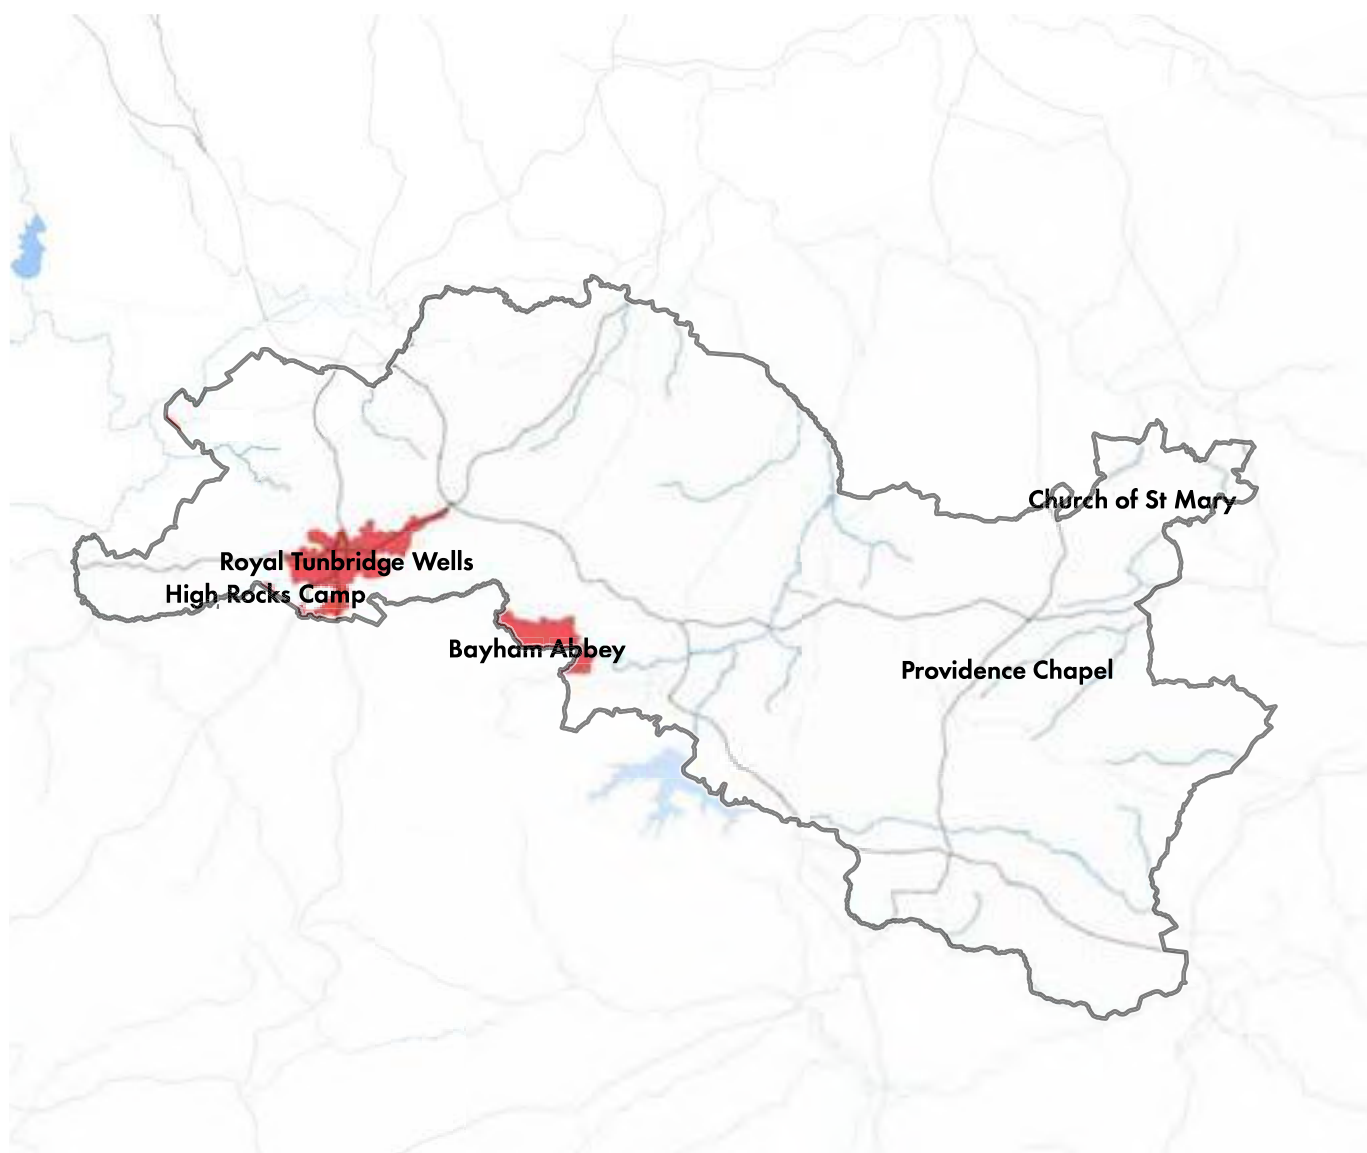 Church of St Mary
Royal Tunbridge Wells
High Rocks Camp
Bayham Abbey
Providence Chapel